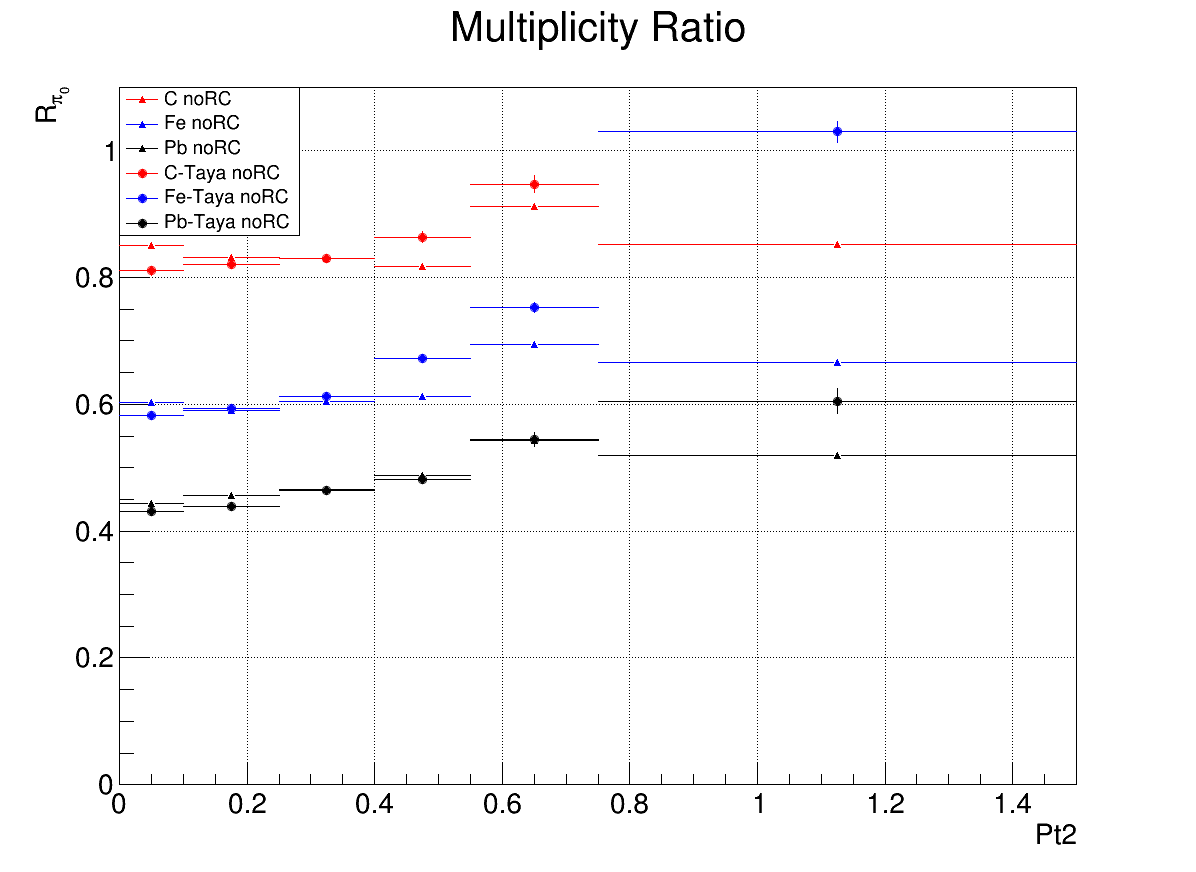 Multiplicity Ratio
Rπ0
C noRC
Fe noRC
Pb noRC
C-Taya noRC
Fe-Taya noRC
Pb-Taya noRC
1
0.8
0.6
0.4
0.2
0
0 0.2 0.4 0.6 0.8 1 1.2 1.4
Pt2